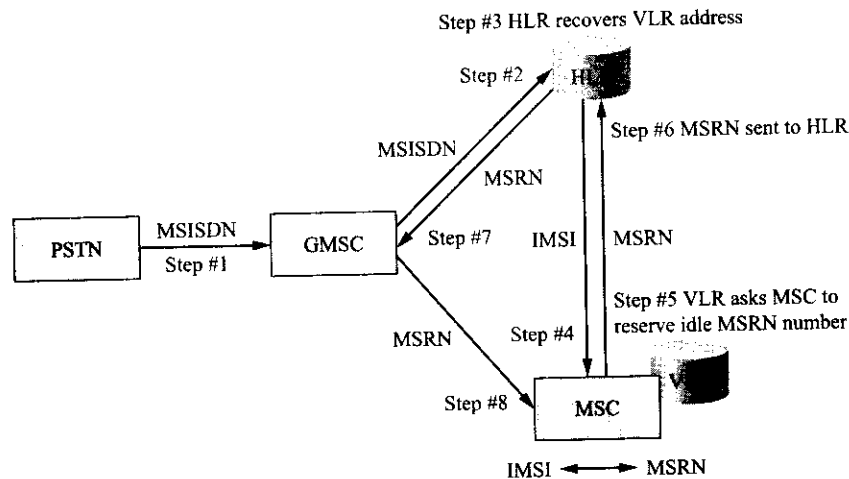 Step #3 HLR recovers VLR address
Step #2
MSISDN
MSRN
Step #6 MSRN sent to HLR
PSTN
MSISDN
Step #1
GMSC
Step #7
IMSI
MSRN
Step #5 VLR asks MSC to
reserve idle MSRN number
MSRN
Step #4
Step #8
MSC
IMSI
MSRN